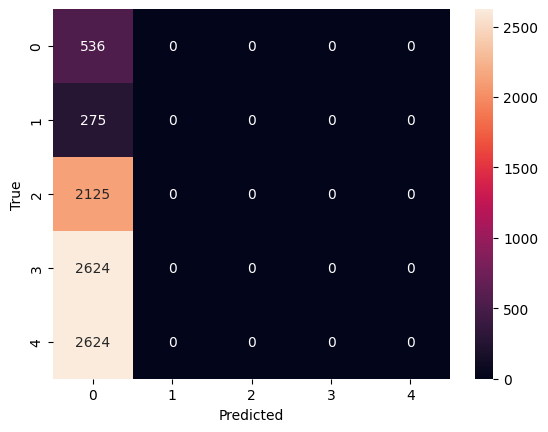 0 536 0 0 0 0
1 275 0 0 0 0
2 2125 0 0 0 0
3 2624 0 0 0 0
4 2624 0 0 0 0
True
0 1 2 3 4
Predicted
2500
2000
1500
1000
500
0